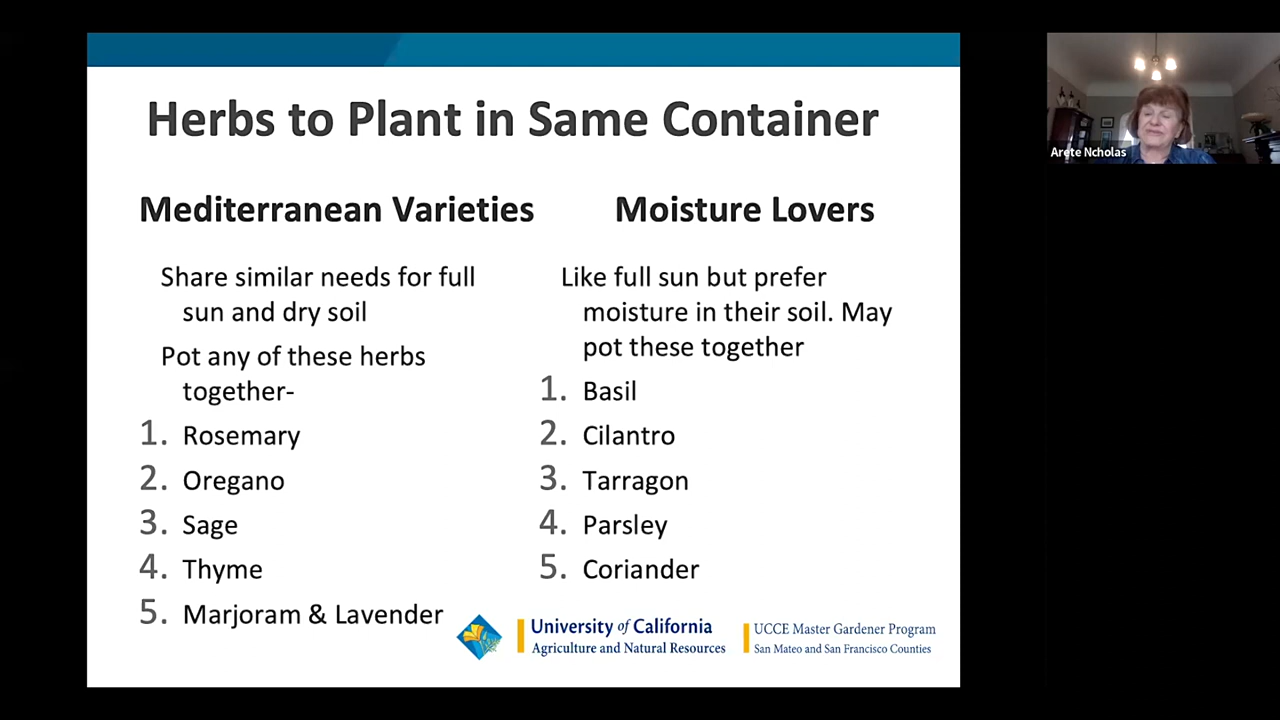 Herbs to Plant in Same Container
Mediterranean Varieties
Share similar needs for full
sun and dry soil
Pot any of these herbs
together-
1. Rosemary
2. Oregano
3. Sage
4. Thyme
5. Marjoram & Lavender
Moisture Lovers
Like full sun but prefer
moisture in their soil. May
pot these together
1. Basil
2. Cilantro
3. Tarragon
4. Parsley
5. Coriander
University of California
Agriculture and Natural Resources
UCCE Master Gardener Program
San Mateo and San Francisco Counties
Arete Ncholas